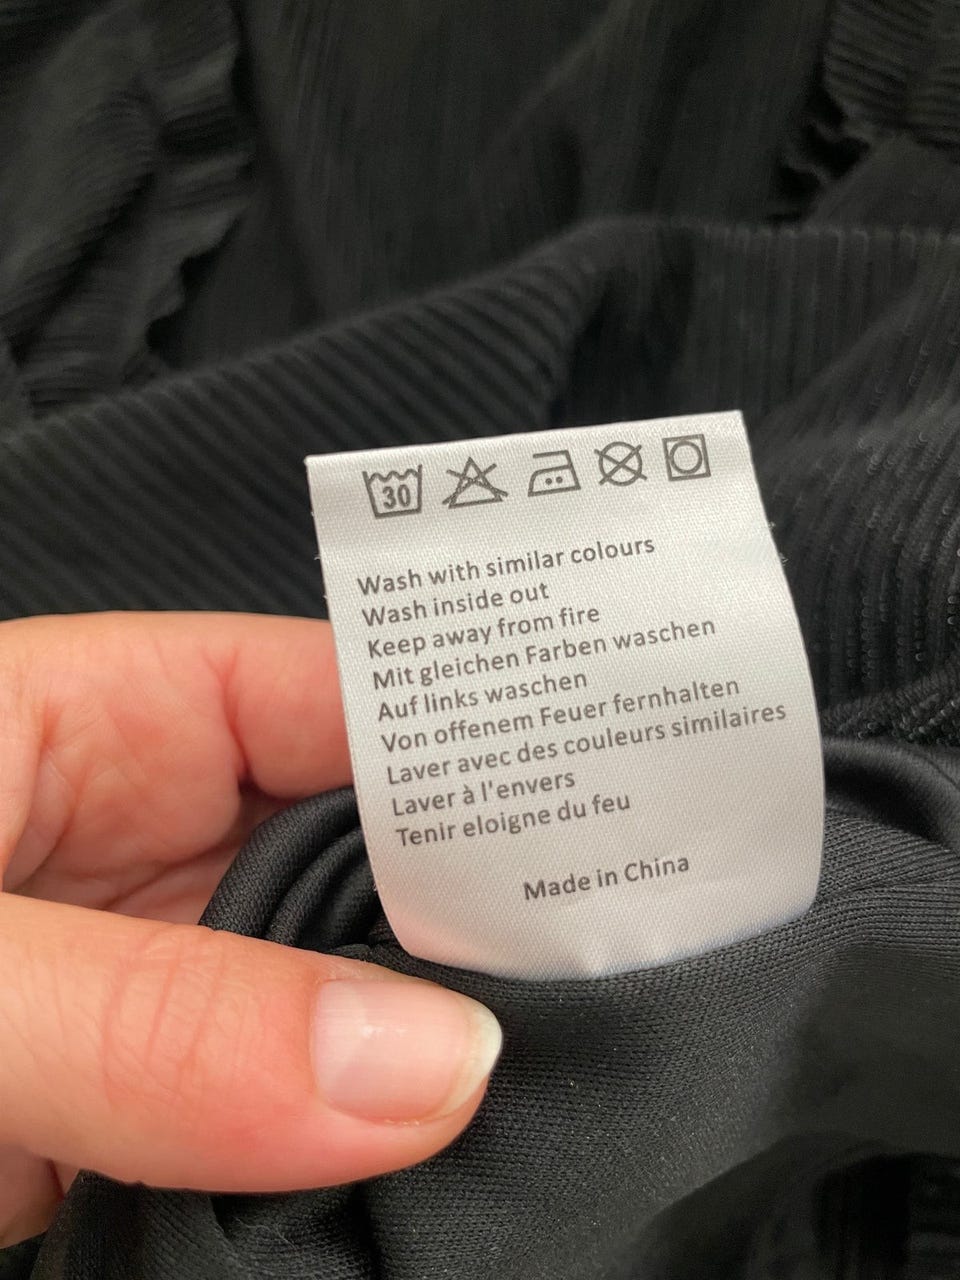 30
Wash with similar colours
Wash inside out
Keep away from fire
Mit gleichen Farben waschen
Auf links waschen
Von offenem Feuer fernhalten
Laver avec des couleurs similaires
Laver à l'envers
Tenir eloigne du feu
Made in China